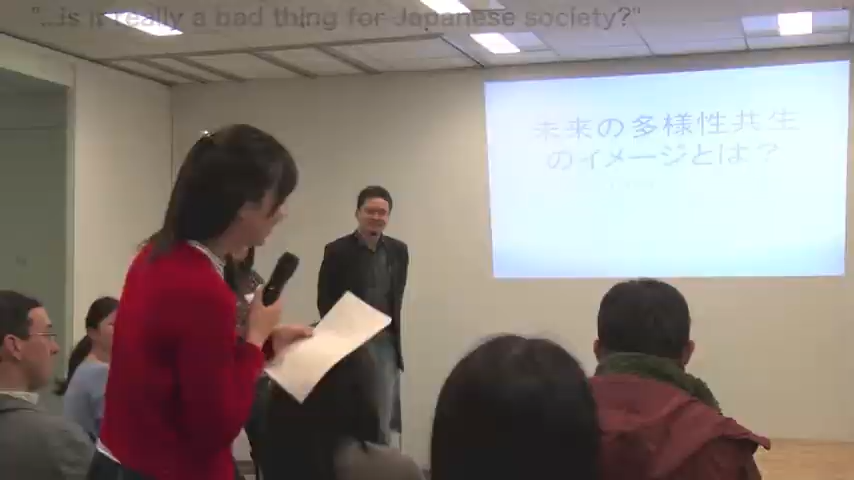 "...is it really a bad thing for Japanese society?"
未来の多様性共生
のイメージとは？